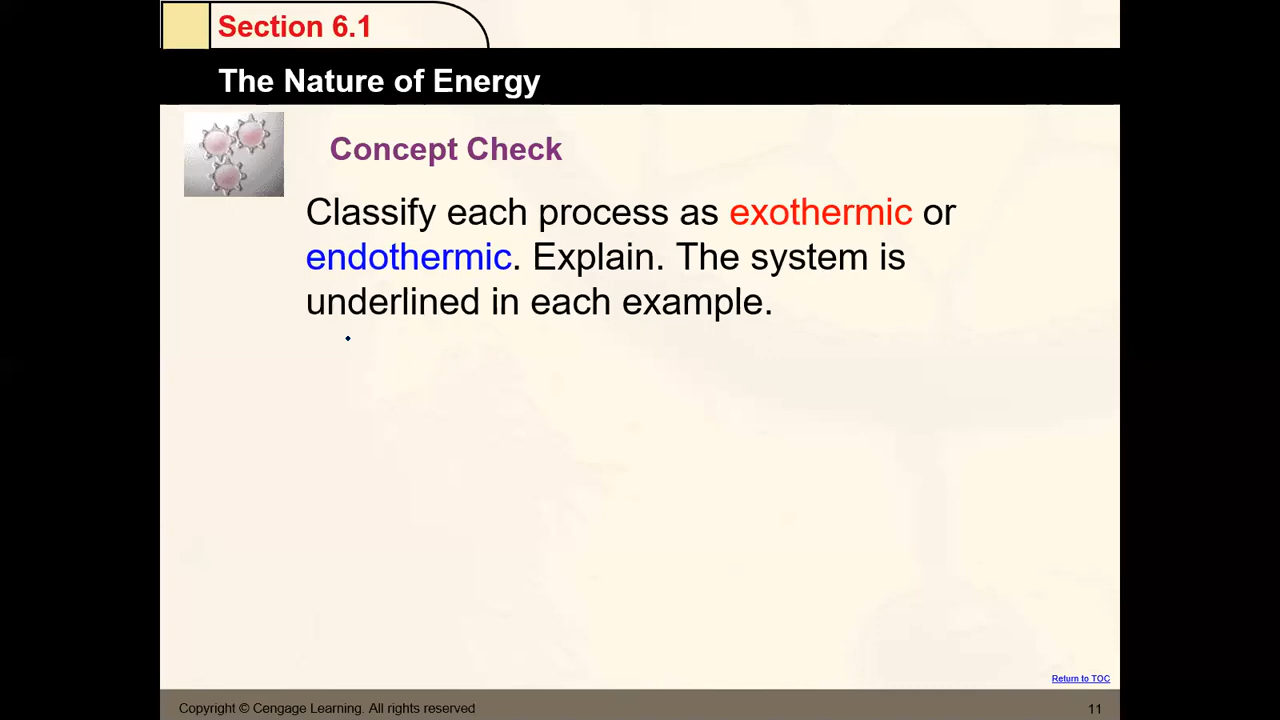 Section 6.1
The Nature of Energy
Concept Check
Classify each process as exothermic or
endothermic. Explain. The system is
underlined in each example.
Return to TOC
Copyright © Cengage Learning. All rights reserved
11